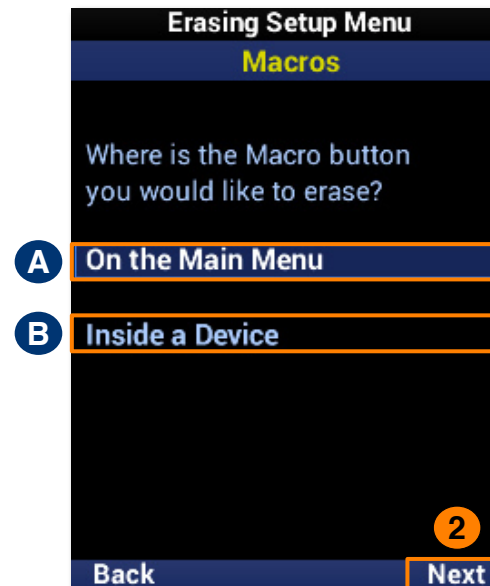 Erasing Setup Menu
Macros
Where is the Macro button
you would like to erase?
A On the Main Menu
B Inside a Device
2
Back Next